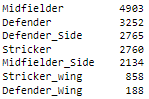 Midfielder 4903
Defender 3252
Defender_Side 2765
Stricker 2760
Midfielder_Side 2134
Stricker_wing 858
Defender_Wing 188